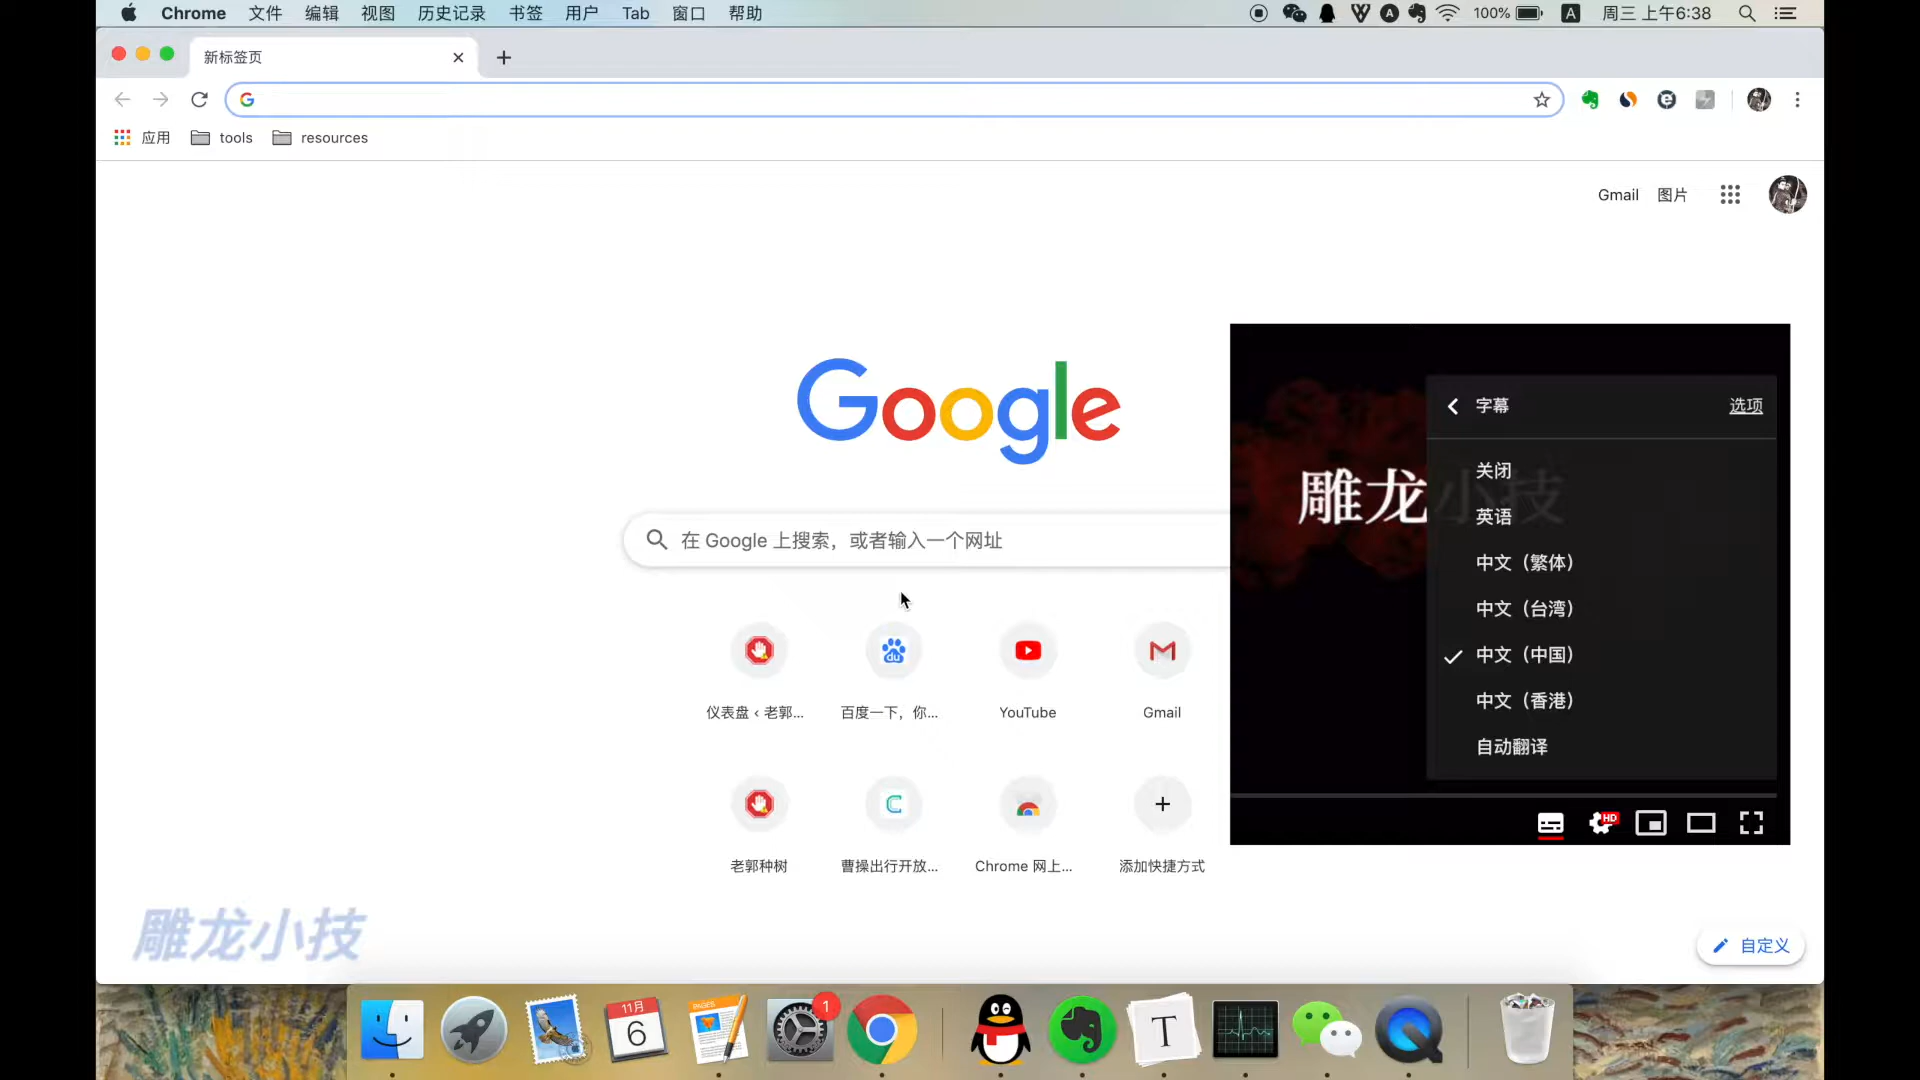 Chrome 文件 编辑 视图 历史记录 书签 用户 Tab 窗口 帮助 100% A 周三 上午6:38
新标签页
应用 tools resources
Gmail 图片
Google
在 Google 上搜索，或者输入一个网址
仪表盘 ‹ 老郭... 百度一下，你... YouTube Gmail
老郭种树 曹操出行开放... Chrome 网上... 添加快捷方式
字幕 选项
雕龙小技
关闭
英语
中文（繁体）
中文（台湾）
中文（中国）
中文（香港）
自动翻译
HD
雕龙小技
自定义
11月
6
PAGES
1
T